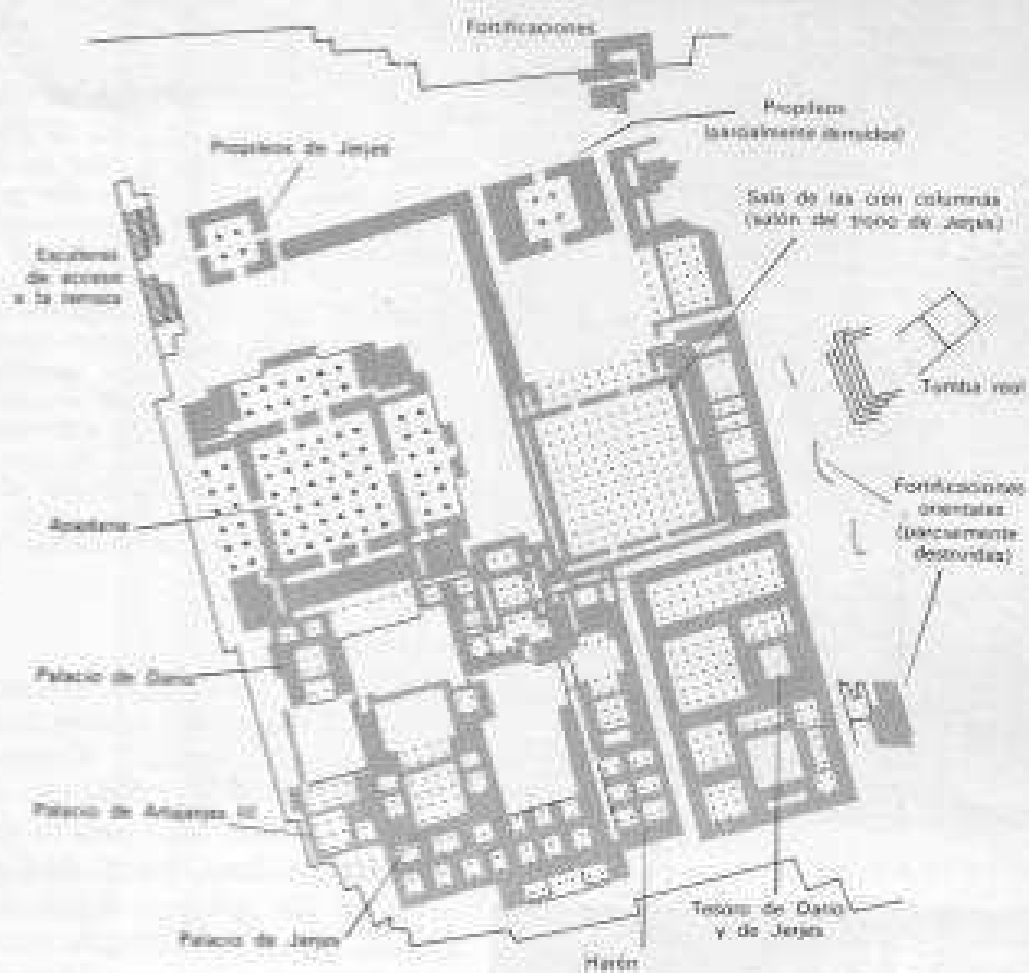 Fortificaciones
Propileos
(parcialmente derruidos)
Propileos de Jerjes
Sala de las cien columnas
(salón del trono de Jerjes)
Escaleras
de acceso
a la terraza
Tumba real
Fortificaciones
orientales
(parcialmente
destruidas)
Apadana
Palacio de Darío
Palacio de Artajerjes III
Palacio de Jerjes
Tesoro de Darío
y de Jerjes
Harén